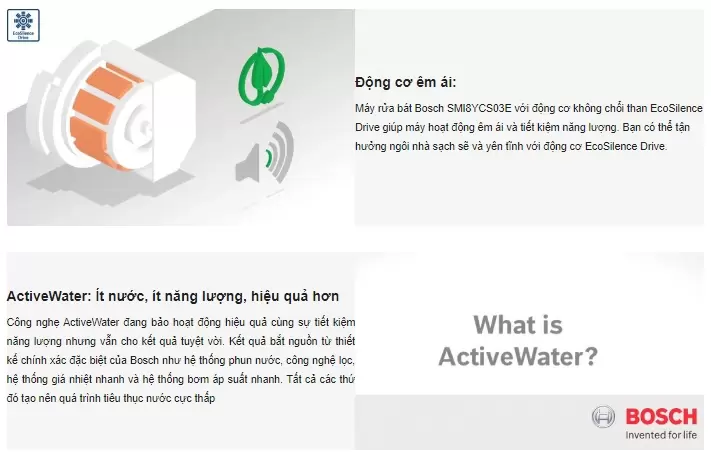 EcoSilence
Drive
Động cơ êm ái:
Máy rửa bát Bosch SMI8YCS03E với động cơ không chổi than EcoSilence
Drive giúp máy hoạt động êm ái và tiết kiệm năng lượng. Bạn có thể tận
hưởng ngôi nhà sạch sẽ và yên tĩnh với động cơ EcoSilence Drive.
ActiveWater: Ít nước, ít năng lượng, hiệu quả hơn
Công nghệ ActiveWater đang bảo hoạt động hiệu quả cùng sự tiết kiệm
năng lượng nhưng vẫn cho kết quả tuyệt vời. Kết quả bắt nguồn từ thiết
kế chính xác đặc biệt của Bosch như hệ thống phun nước, công nghệ lọc,
hệ thống giá nhiệt nhanh và hệ thống bơm áp suất nhanh. Tất cả các thứ
đó tạo nên quá trình tiêu thụ nước cực thấp
What is
ActiveWater?
BOSCH
Invented for life